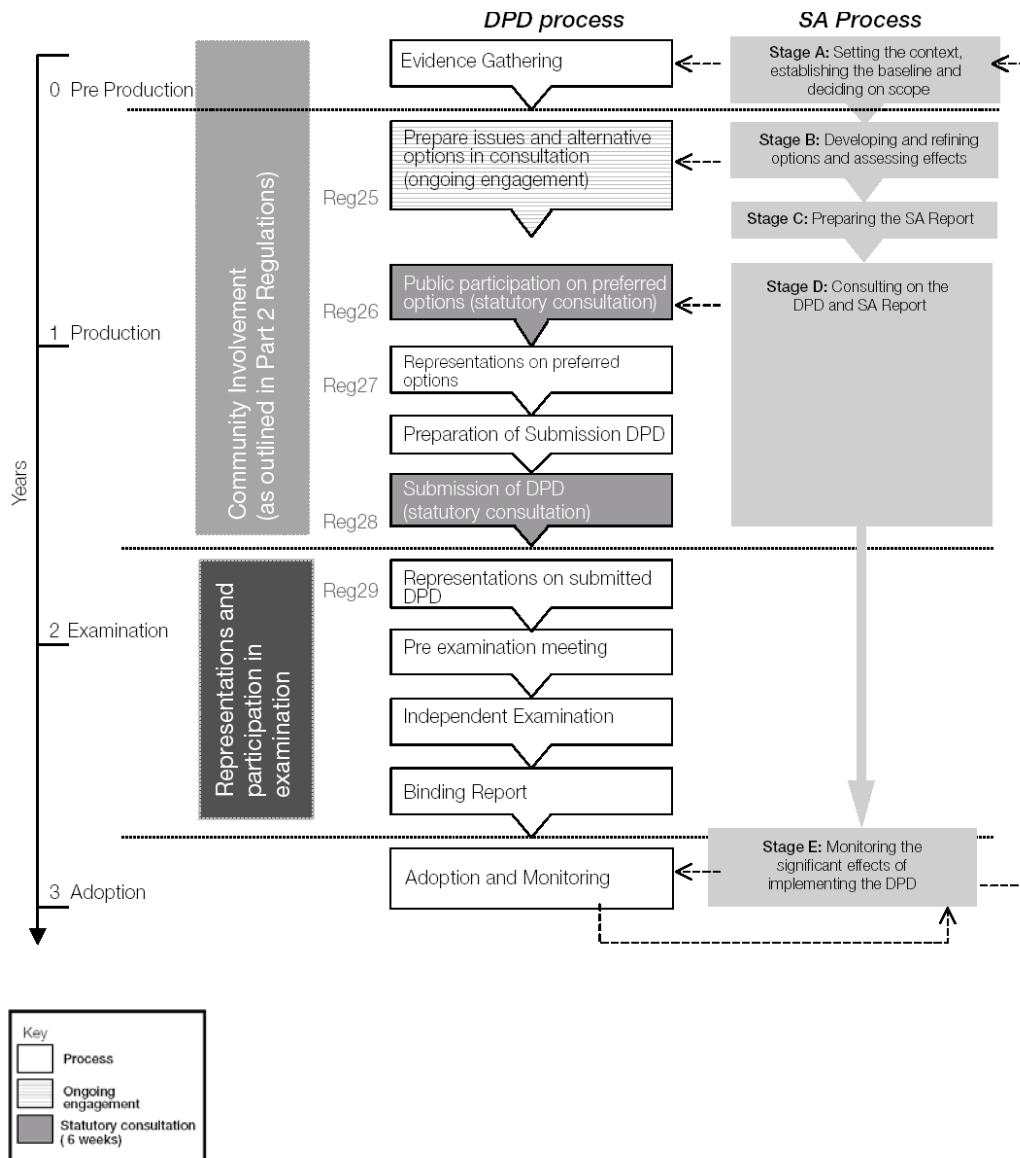 DPD process
SA Process
Years
0 Pre Production
1 Production
2 Examination
3 Adoption
Community Involvement
(as outlined in Part 2 Regulations)
Representations and
participation in
examination
Evidence Gathering
Reg25
Prepare issues and alternative
options in consultation
(ongoing engagement)
Reg26
Public participation on preferred
options (statutory consultation)
Reg27
Representations on preferred
options
Preparation of Submission DPD
Reg28
Submission of DPD
(statutory consultation)
Reg29
Representations on submitted
DPD
Pre examination meeting
Independent Examination
Binding Report
Adoption and Monitoring
Stage A: Setting the context,
establishing the baseline and
deciding on scope
Stage B: Developing and refining
options and assessing effects
Stage C: Preparing the SA Report
Stage D: Consulting on the
DPD and SA Report
Stage E: Monitoring the
significant effects of
implementing the DPD
Key
Process
Ongoing
engagement
Statutory consultation
( 6 weeks)